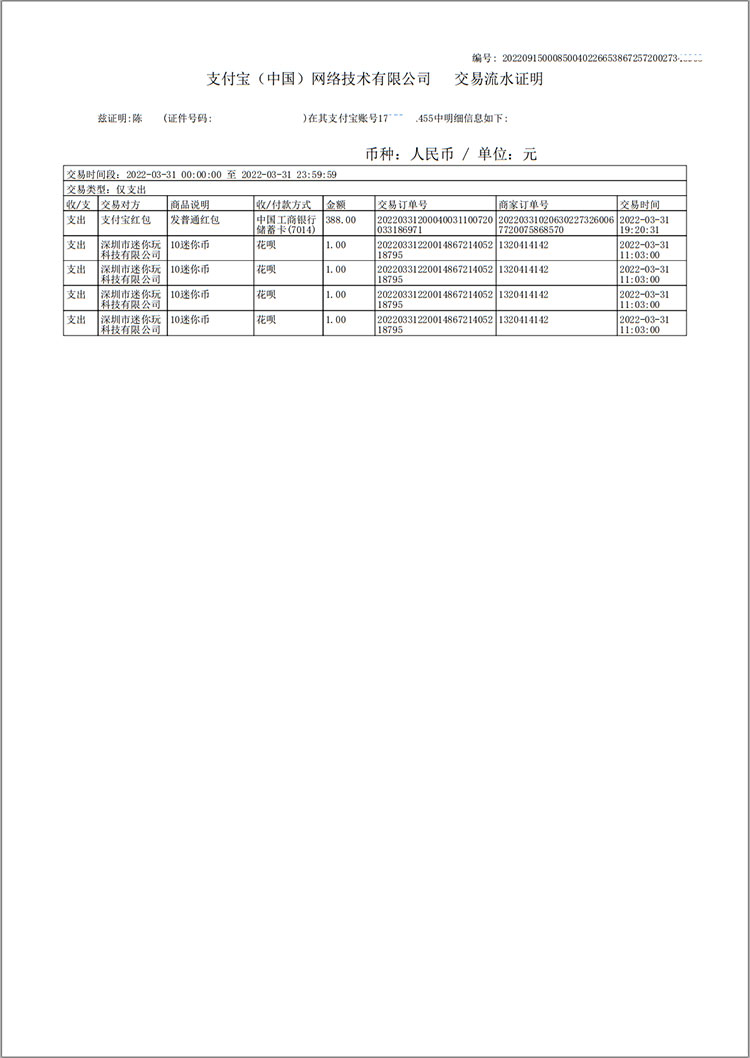 编号: 20220915000850040226653867257200273
支付宝（中国）网络技术有限公司 交易流水证明
兹证明:陈 (证件号码: )在其支付宝账号17 .455中明细信息如下:
币种: 人民币 / 单位: 元
交易时间段: 2022-03-31 00:00:00 至 2022-03-31 23:59:59
交易类型: 仅支出
收/支 交易对方 商品说明 收/付款方式 金额 交易订单号 商家订单号 交易时间
支出 支付宝红包 发普通红包 中国工商银行 388.00 20220331200040031100720 20220331020630227326006 2022-03-31
储蓄卡(7014) 033186971 7720075868570 19:20:31
支出 深圳市迷你玩 10迷你币 花呗 1.00 20220331220014867214052 1320414142 2022-03-31
科技有限公司 18795 11:03:00
支出 深圳市迷你玩 10迷你币 花呗 1.00 20220331220014867214052 1320414142 2022-03-31
科技有限公司 18795 11:03:00
支出 深圳市迷你玩 10迷你币 花呗 1.00 20220331220014867214052 1320414142 2022-03-31
科技有限公司 18795 11:03:00
支出 深圳市迷你玩 10迷你币 花呗 1.00 20220331220014867214052 1320414142 2022-03-31
科技有限公司 18795 11:03:00